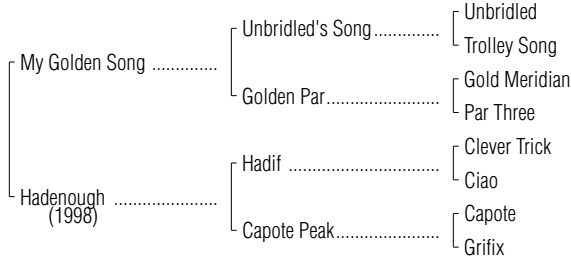 Unbridled
Unbridled's Song..............
Trolley Song
My Golden Song .............
Gold Meridian
Golden Par........................
Par Three
Clever Trick
Hadif ................................
Ciao
Hadenough ....................
(1998)
Capote
Capote Peak......................
Grifix